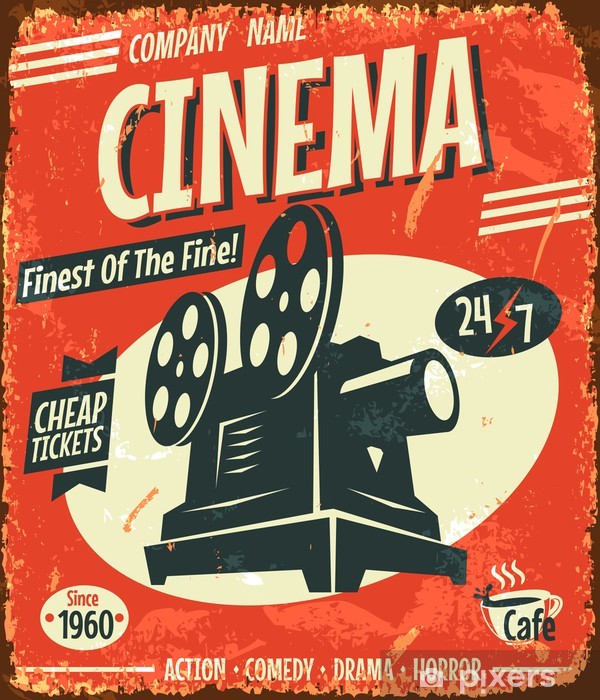 COMPANY NAME
CINEMA
Finest Of The Fine!
24 7
CHEAP
TICKETS
Since
1960
Cafe
ACTION • COMEDY • DRAMA • HORROR
pixers